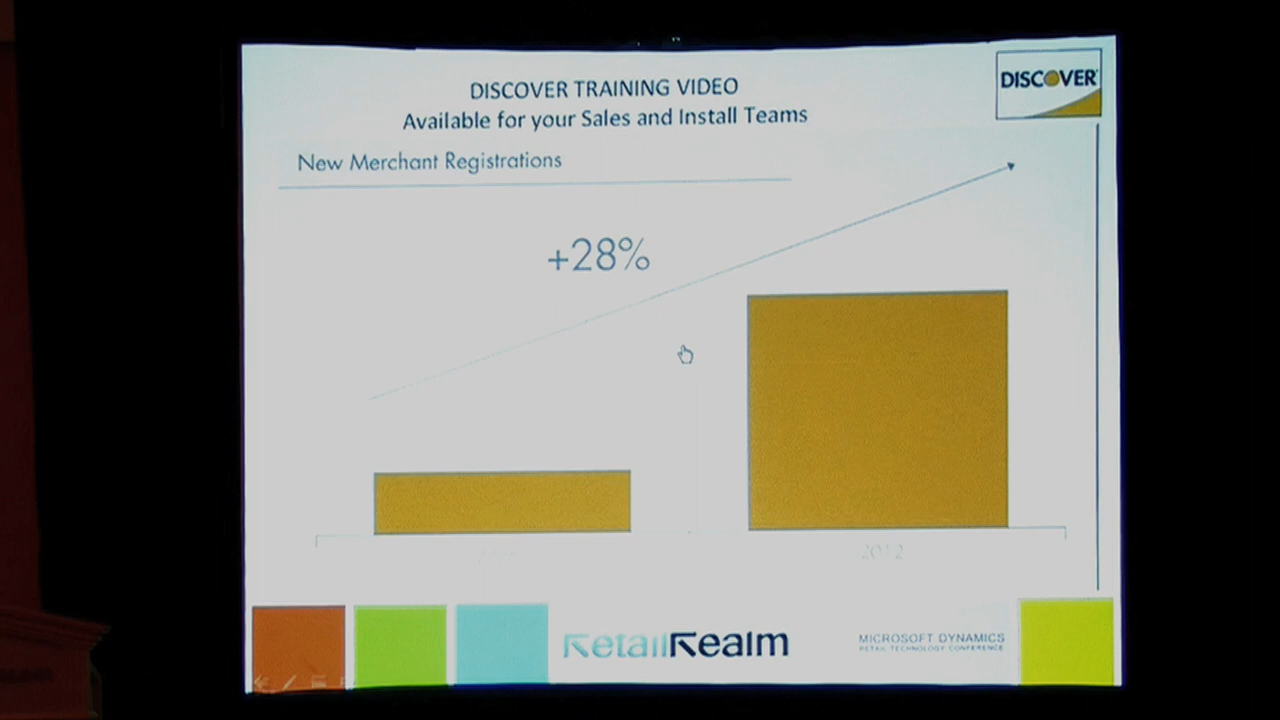 DISCOVER TRAINING VIDEO
Available for your Sales and Install Teams
DISCOVER
New Merchant Registrations
+28%
2012
RetailRealm
MICROSOFT DYNAMICS
RETAIL TECHNOLOGY CONFERENCE